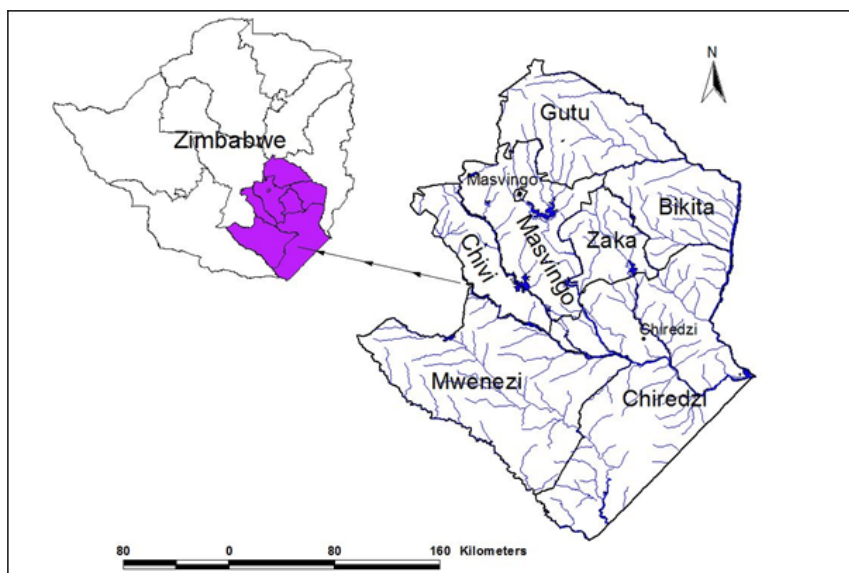 N
Zimbabwe
Gutu
Masvingo
Bikita
Masvingo
Zaka
Chivi
Chiredzi
Mwenezi
Chiredzi
80 0 80 160 Kilometers